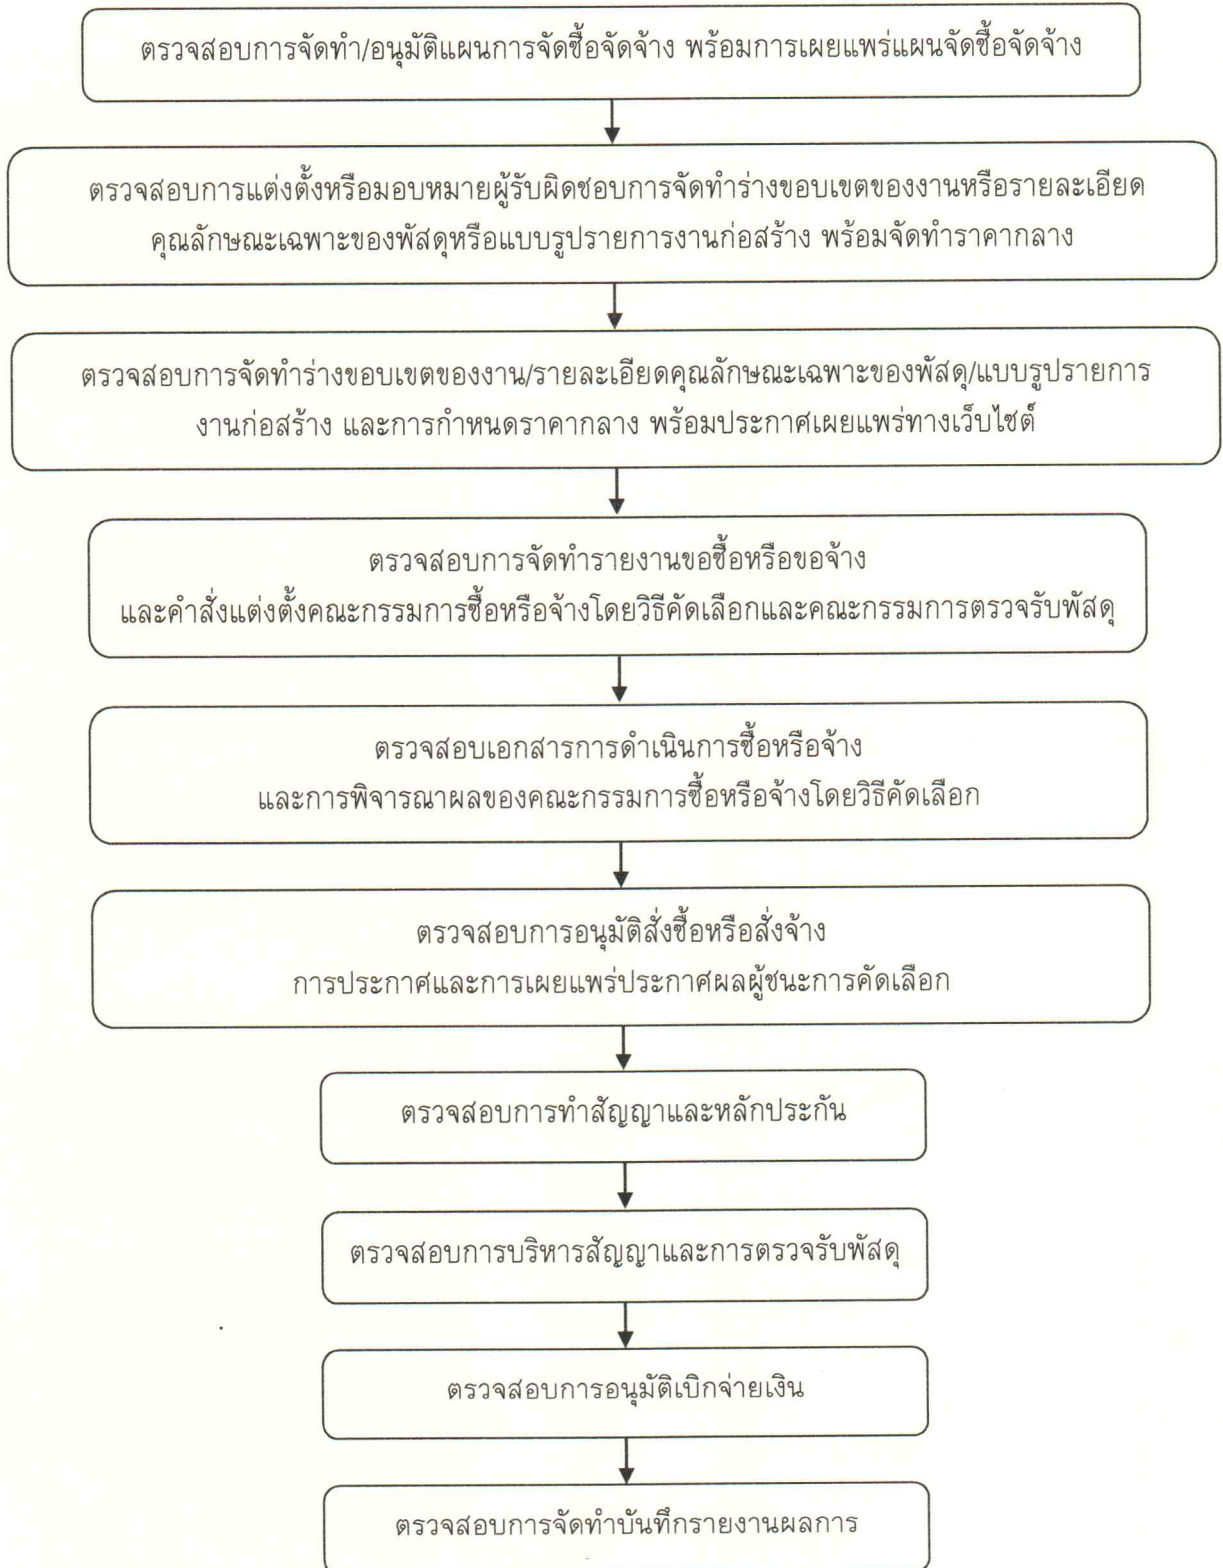 ตรวจสอบการจัดทำ/อนุมัติแผนการจัดซื้อจัดจ้าง พร้อมการเผยแพร่แผนจัดซื้อจัดจ้าง
ตรวจสอบการแต่งตั้งหรือมอบหมายผู้รับผิดชอบการจัดทำร่างขอบเขตของงานหรือรายละเอียด
คุณลักษณะเฉพาะของพัสดุหรือแบบรูปรายการงานก่อสร้าง พร้อมจัดทำราคากลาง
ตรวจสอบการจัดทำร่างขอบเขตของงาน/รายละเอียดคุณลักษณะเฉพาะของพัสดุ/แบบรูปรายการ
งานก่อสร้าง และการกำหนดราคากลาง พร้อมประกาศเผยแพร่ทางเว็บไซต์
ตรวจสอบการจัดทำรายงานขอซื้อหรือขอจ้าง
และคำสั่งแต่งตั้งคณะกรรมการซื้อหรือจ้างโดยวิธีคัดเลือกและคณะกรรมการตรวจรับพัสดุ
ตรวจสอบเอกสารการดำเนินการซื้อหรือจ้าง
และการพิจารณาผลของคณะกรรมการซื้อหรือจ้างโดยวิธีคัดเลือก
ตรวจสอบการอนุมัติสั่งซื้อหรือสั่งจ้าง
การประกาศและการเผยแพร่ประกาศผลผู้ชนะการคัดเลือก
ตรวจสอบการทำสัญญาและหลักประกัน
ตรวจสอบการบริหารสัญญาและการตรวจรับพัสดุ
ตรวจสอบการอนุมัติเบิกจ่ายเงิน
ตรวจสอบการจัดทำบันทึกรายงานผลการ